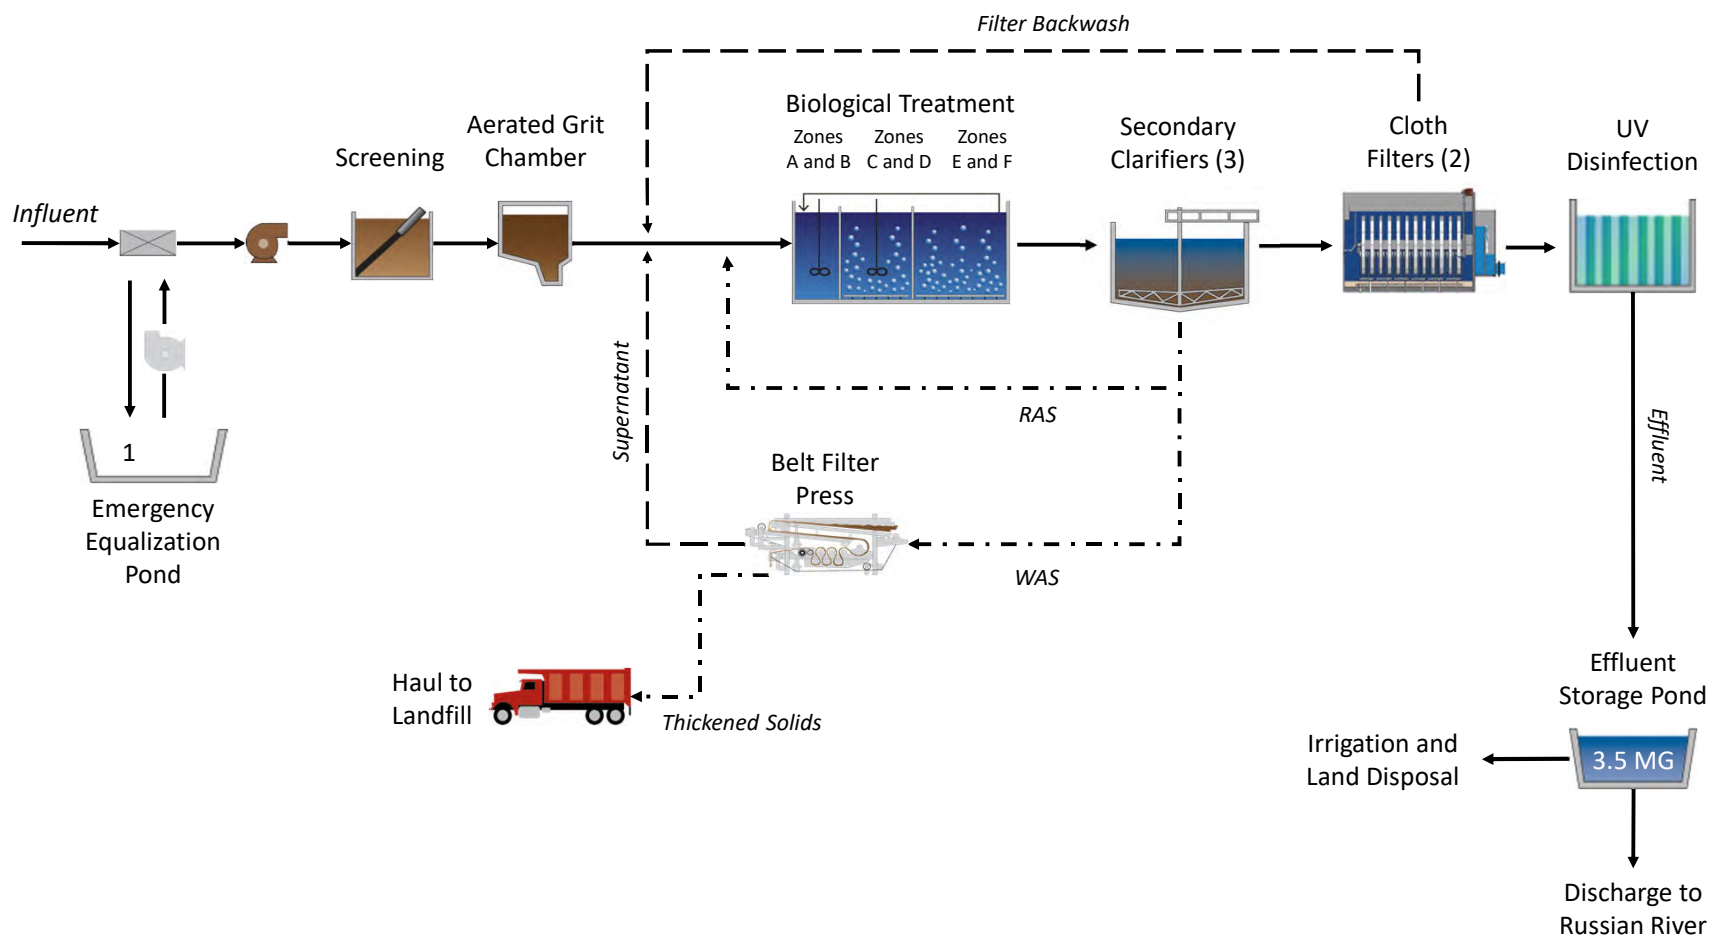 Filter Backwash
Biological Treatment
Zones
A and B
Zones
C and D
Zones
E and F
Aerated Grit
Chamber
Screening
Secondary
Clarifiers (3)
Cloth
Filters (2)
UV
Disinfection
Influent
Supernatant
RAS
Effluent
1
Emergency
Equalization
Pond
Belt Filter
Press
WAS
Haul to
Landfill
Thickened Solids
Effluent
Storage Pond
3.5 MG
Irrigation and
Land Disposal
Discharge to
Russian River